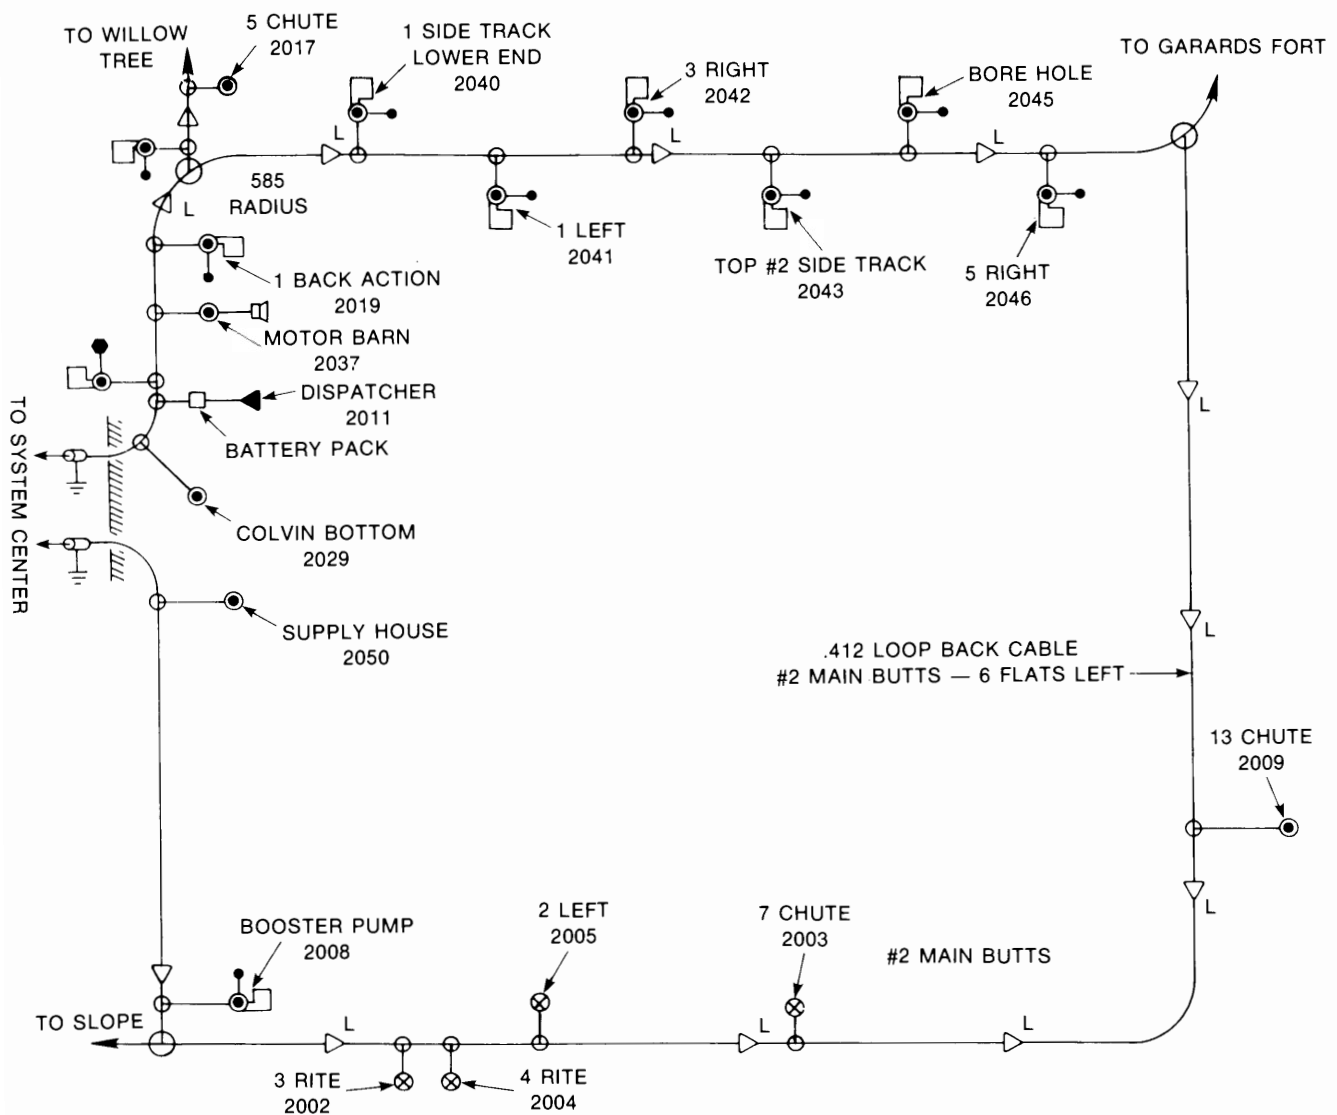 TO WILLOW
TREE
5 CHUTE
2017
1 SIDE TRACK
LOWER END
2040
3 RIGHT
2042
BORE HOLE
2045
TO GARARDS FORT
L
L
L
585
RADIUS
L
1 LEFT
2041
TOP #2 SIDE TRACK
2043
5 RIGHT
2046
1 BACK ACTION
2019
MOTOR BARN
2037
DISPATCHER
2011
BATTERY PACK
L
TO SYSTEM CENTER
COLVIN BOTTOM
2029
SUPPLY HOUSE
2050
L
.412 LOOP BACK CABLE
#2 MAIN BUTTS — 6 FLATS LEFT
13 CHUTE
2009
L
BOOSTER PUMP
2008
2 LEFT
2005
7 CHUTE
2003
#2 MAIN BUTTS
TO SLOPE
L
L
L
3 RITE
2002
4 RITE
2004